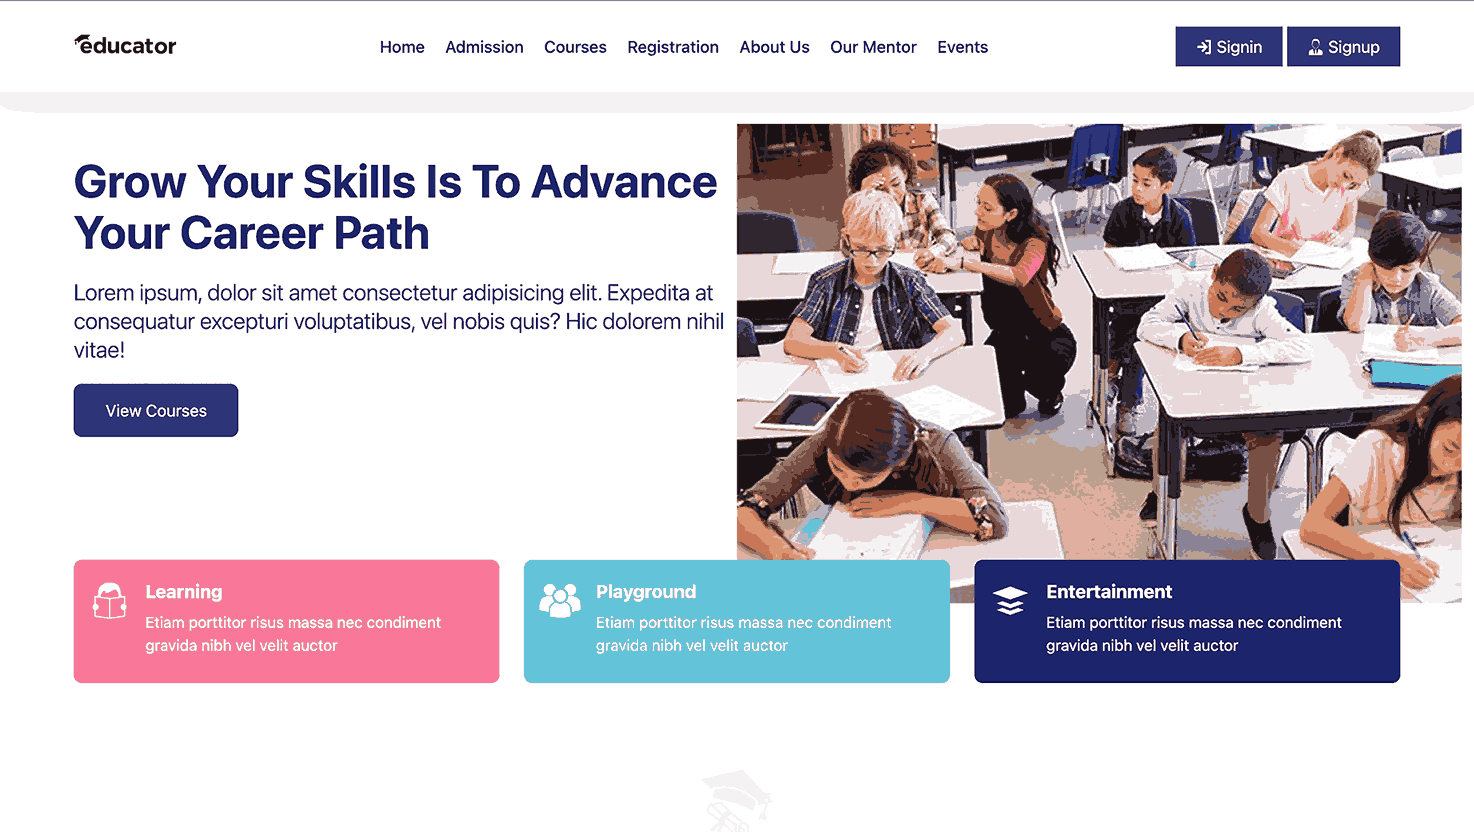 educator
Home Admission Courses Registration About Us Our Mentor Events
Signin Signup
Grow Your Skills Is To Advance
Your Career Path
Lorem ipsum, dolor sit amet consectetur adipisicing elit. Expedita at
consequatur excepturi voluptatibus, vel nobis quis? Hic dolorem nihil
vitae!
View Courses
Learning
Etiam porttitor risus massa nec condiment
gravida nibh vel velit auctor
Playground
Etiam porttitor risus massa nec condiment
gravida nibh vel velit auctor
Entertainment
Etiam porttitor risus massa nec condiment
gravida nibh vel velit auctor